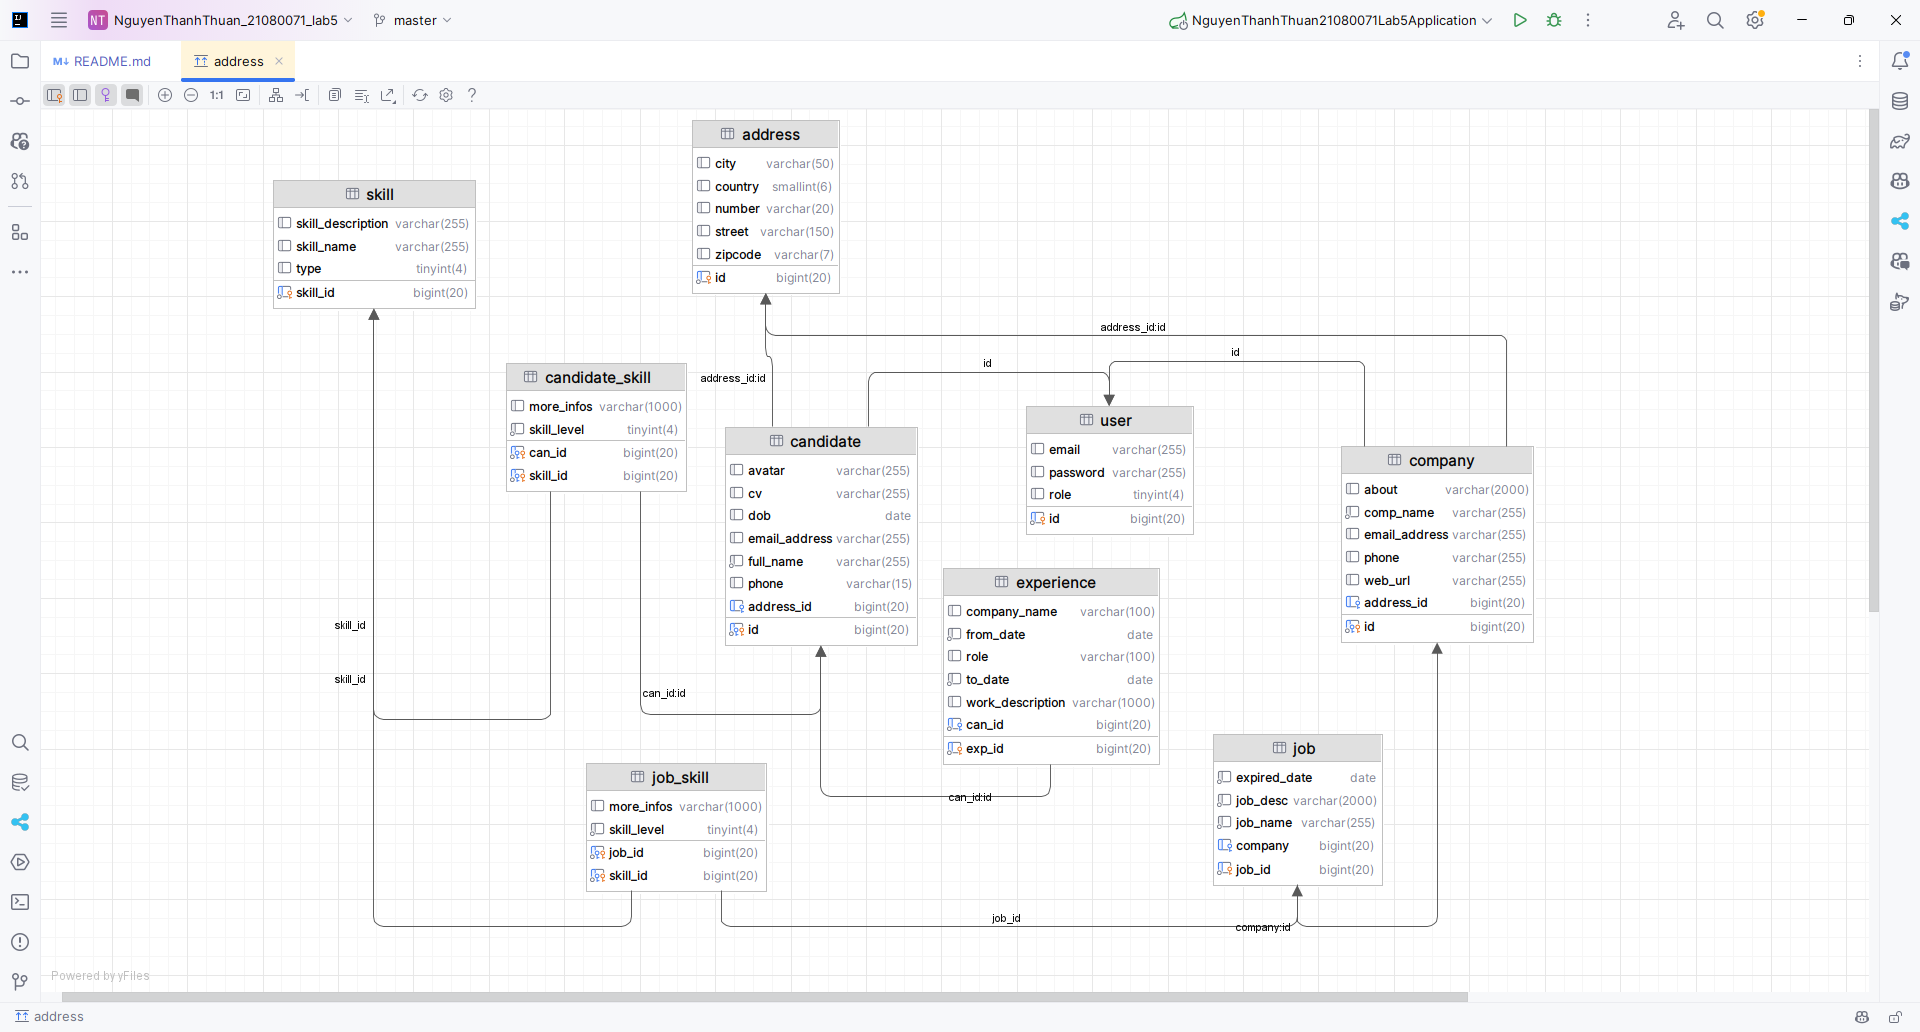 NT NguyenThanhThuan_21080071_lab5 master NguyenThanhThuan21080071Lab5Application
M↓ README.md address
1:1 ?
address
city varchar(50)
country smallint(6)
number varchar(20)
street varchar(150)
zipcode varchar(7)
id bigint(20)
skill
skill_description varchar(255)
skill_name varchar(255)
type tinyint(4)
skill_id bigint(20)
address_id:id
id
id
address_id:id
candidate_skill
more_infos varchar(1000)
skill_level tinyint(4)
can_id bigint(20)
skill_id bigint(20)
candidate
avatar varchar(255)
cv varchar(255)
dob date
email_address varchar(255)
full_name varchar(255)
phone varchar(15)
address_id bigint(20)
id bigint(20)
user
email varchar(255)
password varchar(255)
role tinyint(4)
id bigint(20)
company
about varchar(2000)
comp_name varchar(255)
email_address varchar(255)
phone varchar(255)
web_url varchar(255)
address_id bigint(20)
id bigint(20)
experience
company_name varchar(100)
from_date date
role varchar(100)
to_date date
work_description varchar(1000)
can_id bigint(20)
exp_id bigint(20)
skill_id
skill_id
can_id:id
job_skill
more_infos varchar(1000)
skill_level tinyint(4)
job_id bigint(20)
skill_id bigint(20)
can_id:id
job
expired_date date
job_desc varchar(2000)
job_name varchar(255)
company bigint(20)
job_id bigint(20)
job_id
company:id
Powered by yFiles
address